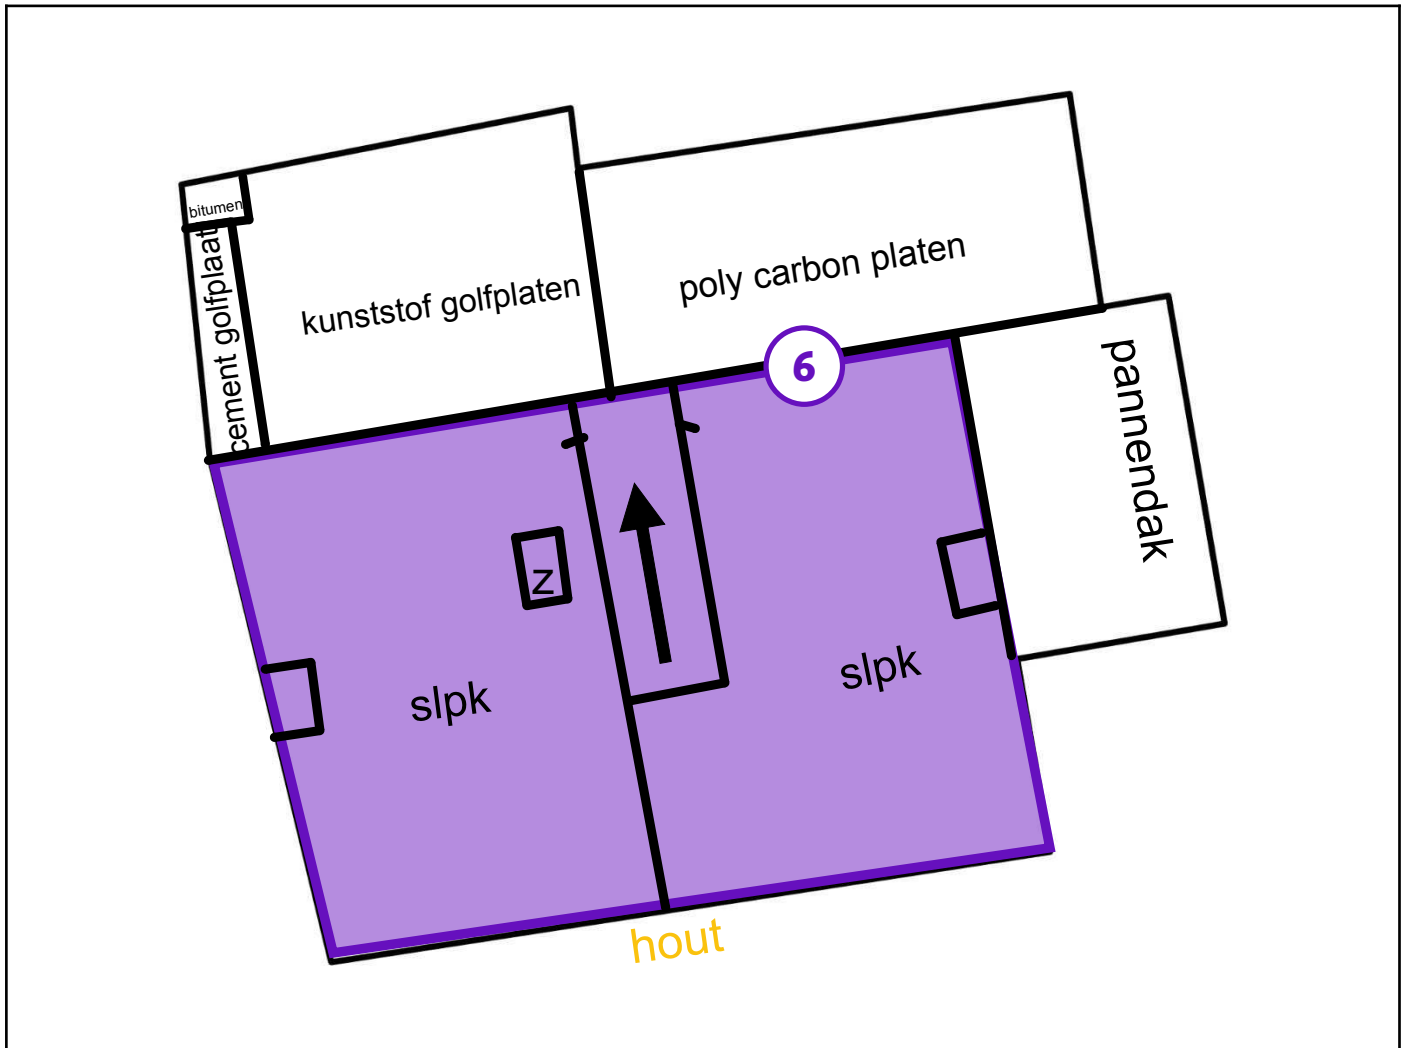 bitumen
cement golfplaat
kunststof golfplaten
poly carbon platen
6
pannendak
z
slpk
slpk
hout